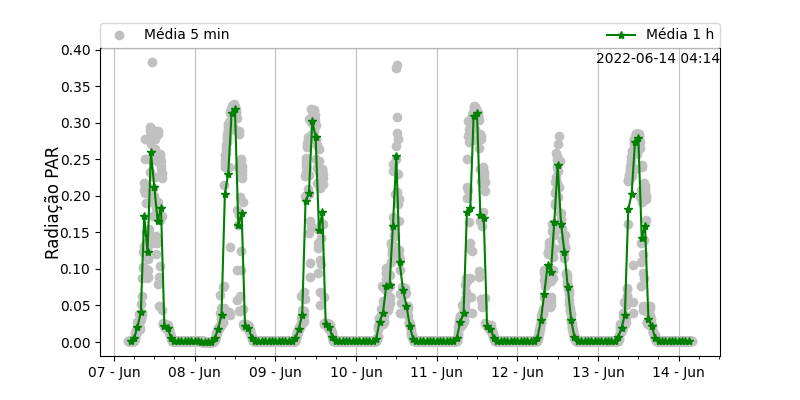 Média 5 min
Média 1 h
2022-06-14 04:14
Radiação PAR
0.40
0.35
0.30
0.25
0.20
0.15
0.10
0.05
0.00
07 - Jun
08 - Jun
09 - Jun
10 - Jun
11 - Jun
12 - Jun
13 - Jun
14 - Jun